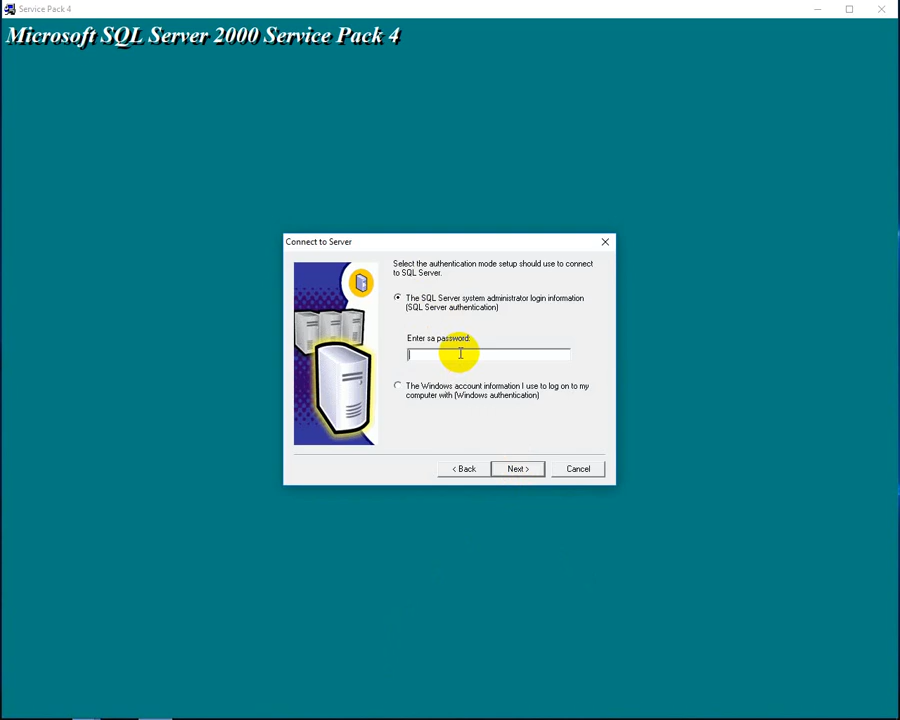 Service Pack 4
Microsoft SQL Server 2000 Service Pack 4
Connect to Server
Select the authentication mode setup should use to connect
to SQL Server.
The SQL Server system administrator login information
(SQL Server authentication)
Enter sa password:
The Windows account information I use to log on to my
computer with (Windows authentication)
< Back
Next >
Cancel